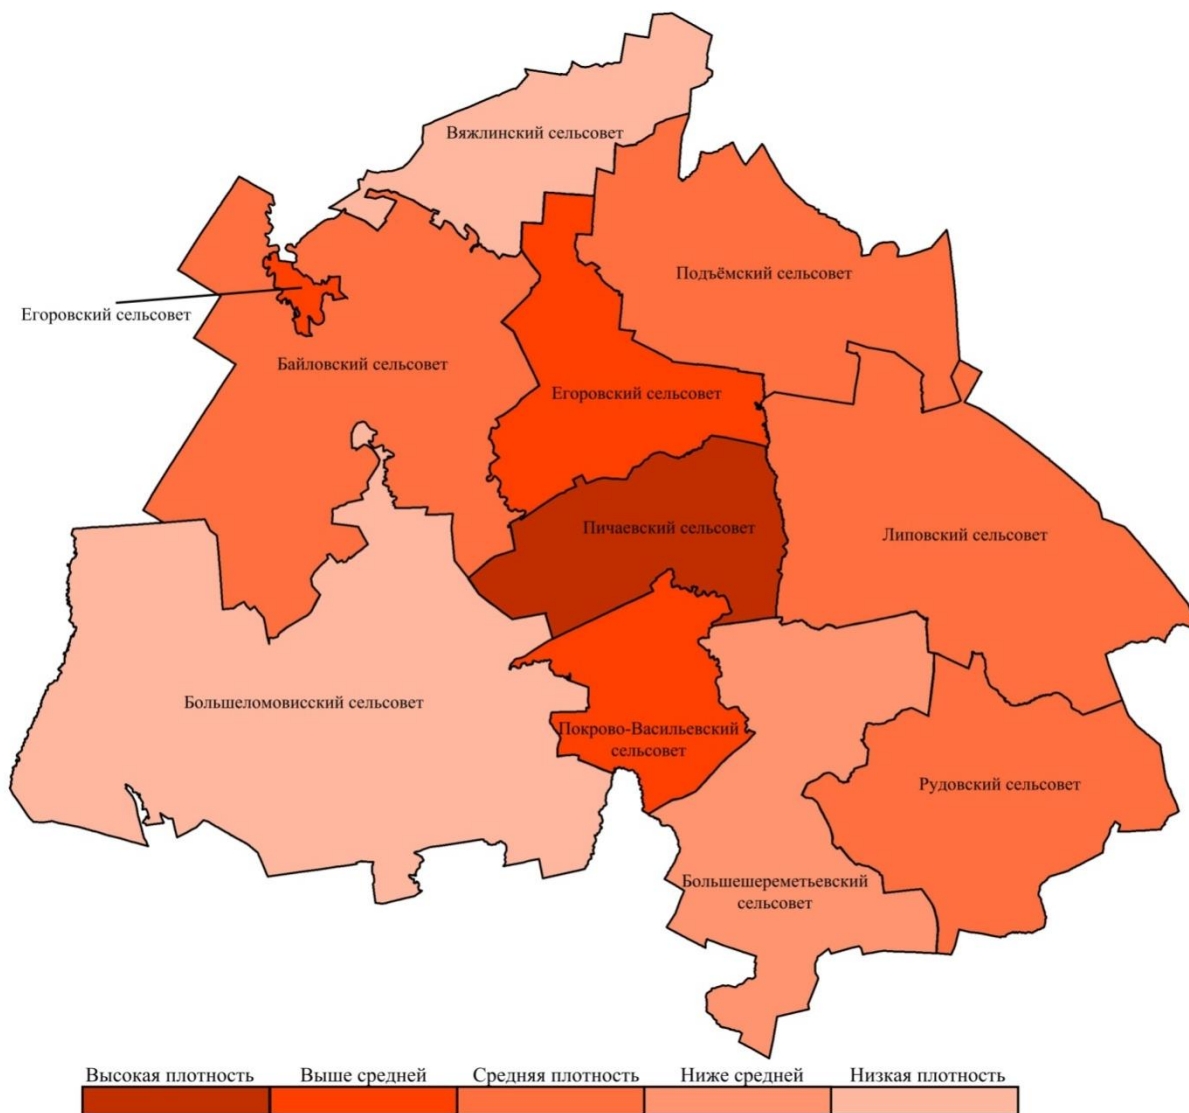 Вяжлинский сельсовет
Подъёмский сельсовет
Егоровский сельсовет
Байловский сельсовет
Егоровский сельсовет
Пичаевский сельсовет
Липовский сельсовет
Большеломовисский сельсовет
Покрово-Васильевский
сельсовет
Рудовский сельсовет
Большешереметьевский
сельсовет
Высокая плотность
Выше средней
Средняя плотность
Ниже средней
Низкая плотность